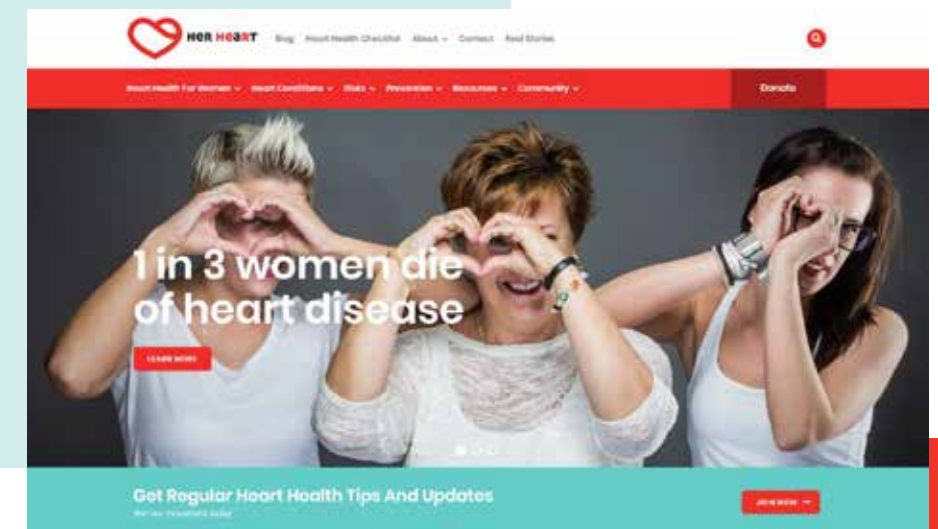 HER HEART
Blog Heart Health Checklist About Contact Real Stories
Heart Health For Women Heart Conditions Risks Prevention Resources Community Donate
1 in 3 women die
of heart disease
LEARN MORE
Get Regular Heart Health Tips And Updates
JOIN NOW